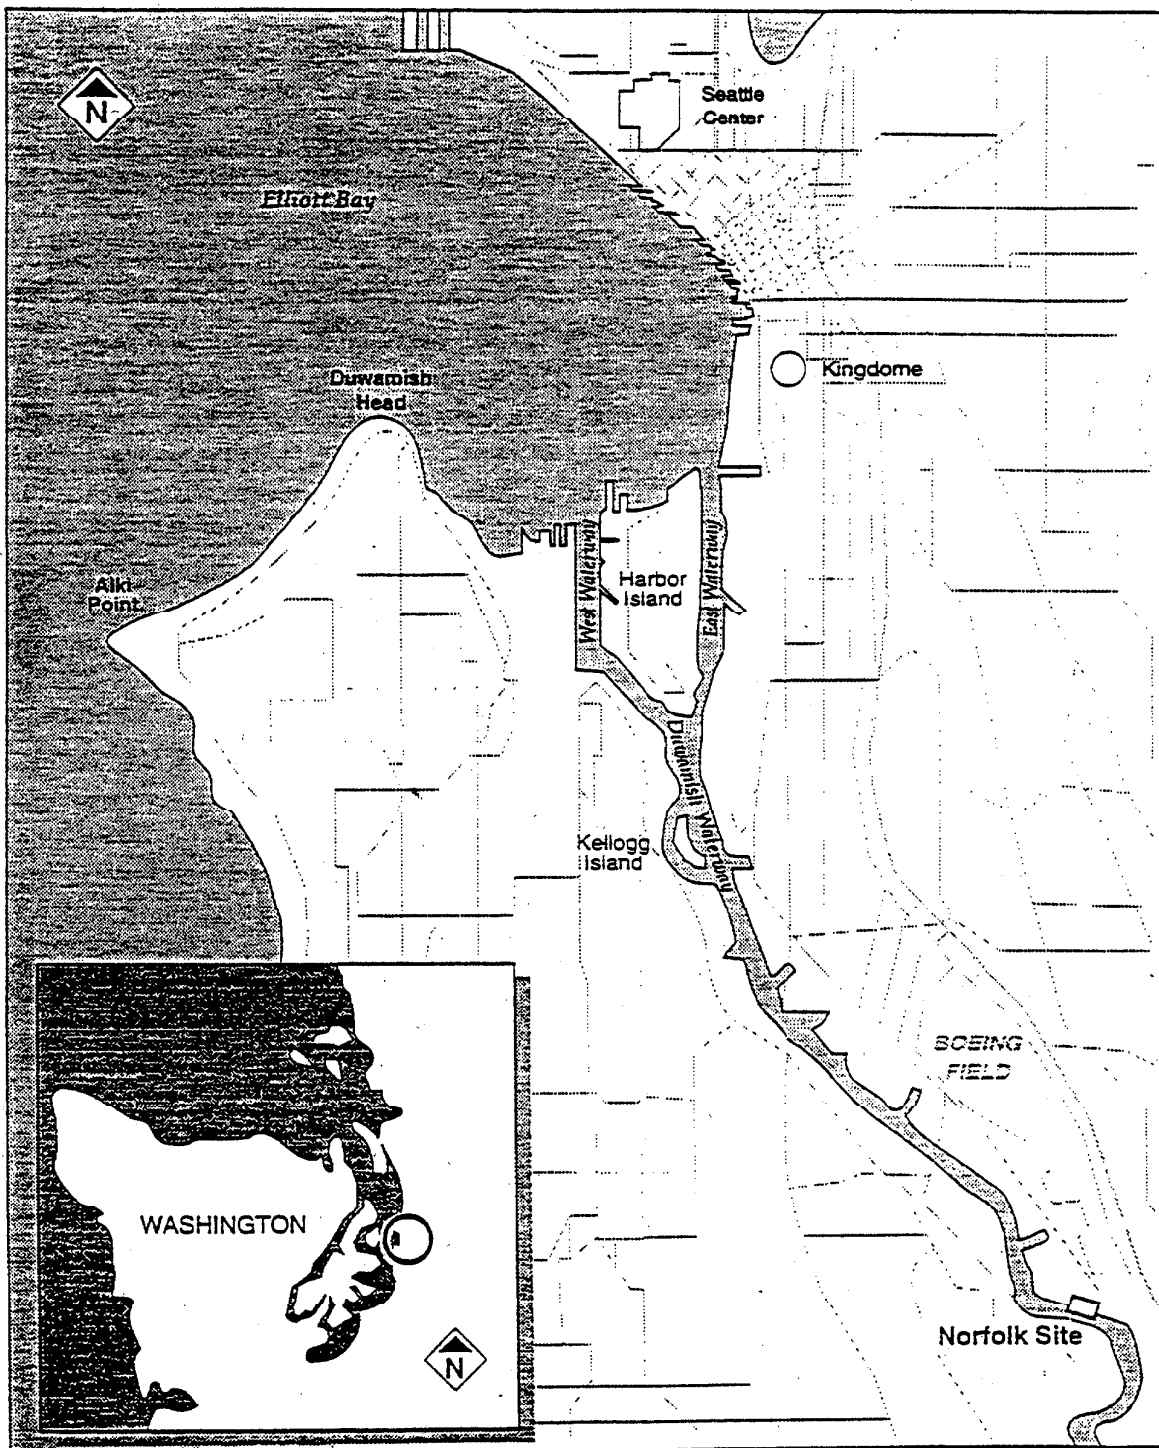 N
Seattle
Center
Elliott Bay
Kingdome
Duwamish
Head
Alki
Point
West Waterway
Harbor
Island
East Waterway
Duwamish Waterway
Kellogg
Island
BOEING
FIELD
WASHINGTON
N
Norfolk Site